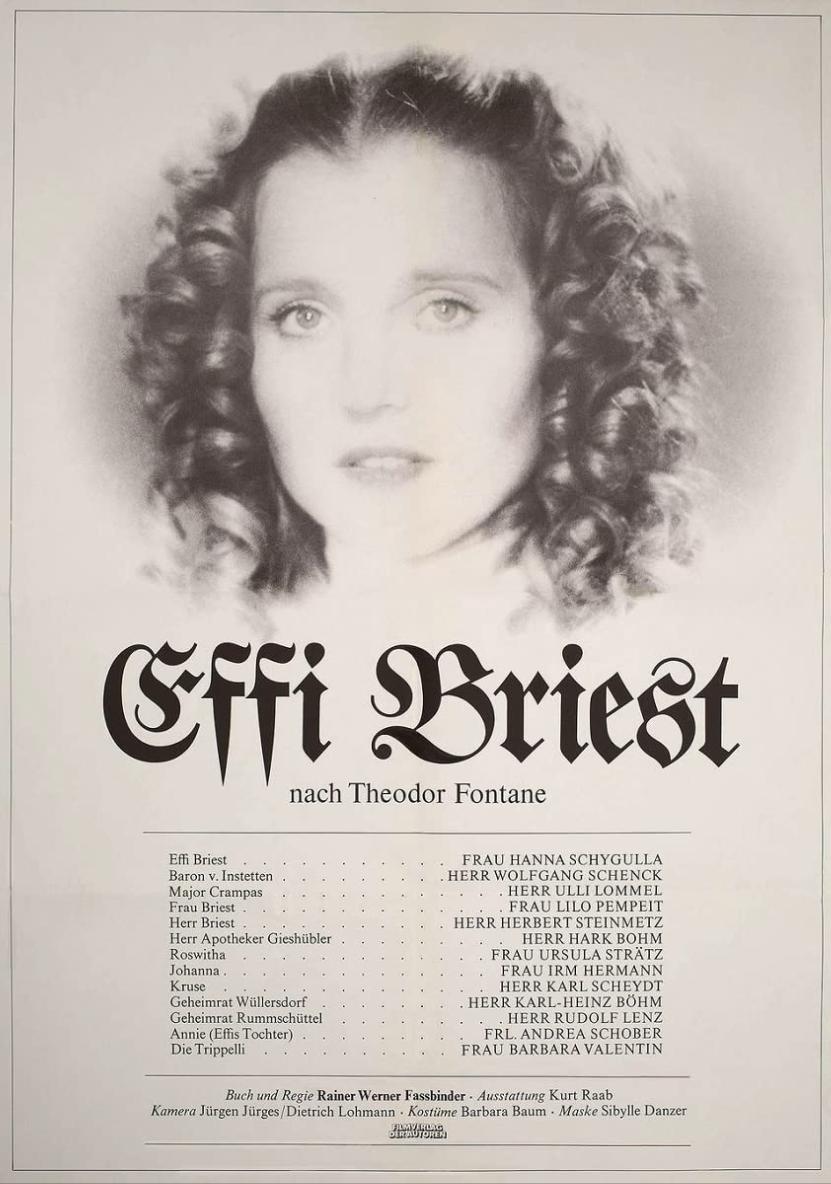 Effi Briest
nach Theodor Fontane
Effi Briest . . . . . . . . . . . FRAU HANNA SCHYGULLA
Baron v. Instetten . . . . . . . . . HERR WOLFGANG SCHENCK
Major Crampas . . . . . . . . . . . . HERR ULLI LOMMEL
Frau Briest . . . . . . . . . . . . . . FRAU LILO PEMPEIT
Herr Briest . . . . . . . . . . . HERR HERBERT STEINMETZ
Herr Apotheker Gieshübler . . . . . . . . . HERR HARK BOHM
Roswitha . . . . . . . . . . . . . FRAU URSULA STRÄTZ
Johanna . . . . . . . . . . . . . . FRAU IRM HERMANN
Kruse . . . . . . . . . . . . . . HERR KARL SCHEYDT
Geheimrat Wüllersdorf . . . . . . . HERR KARL-HEINZ BÖHM
Geheimrat Rummschüttel . . . . . . . . HERR RUDOLF LENZ
Annie (Effis Tochter) . . . . . . . . . FRL. ANDREA SCHOBER
Die Trippelli . . . . . . . . . . FRAU BARBARA VALENTIN
Buch und Regie Rainer Werner Fassbinder · Ausstattung Kurt Raab
Kamera Jürgen Jürges/Dietrich Lohmann · Kostüme Barbara Baum · Maske Sibylle Danzer
FILMVERLAG
DER AUTOREN